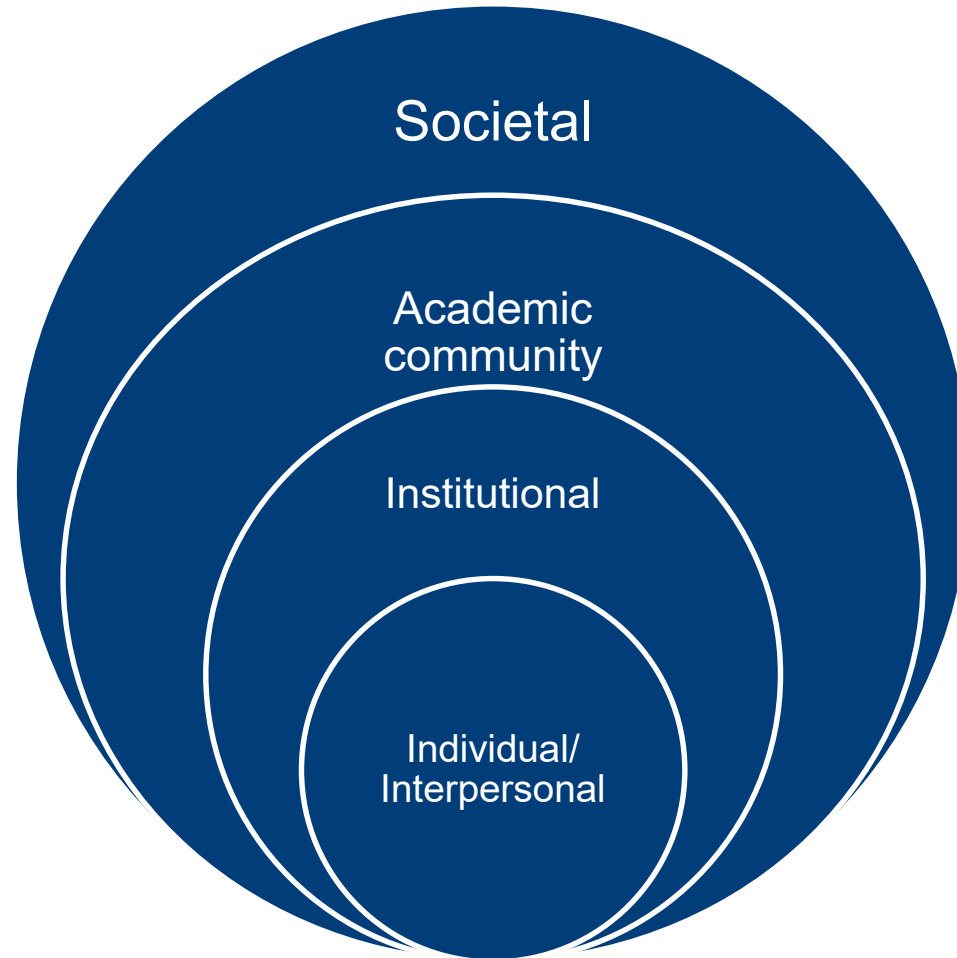 Societal
Academic
community
Institutional
Individual/
Interpersonal